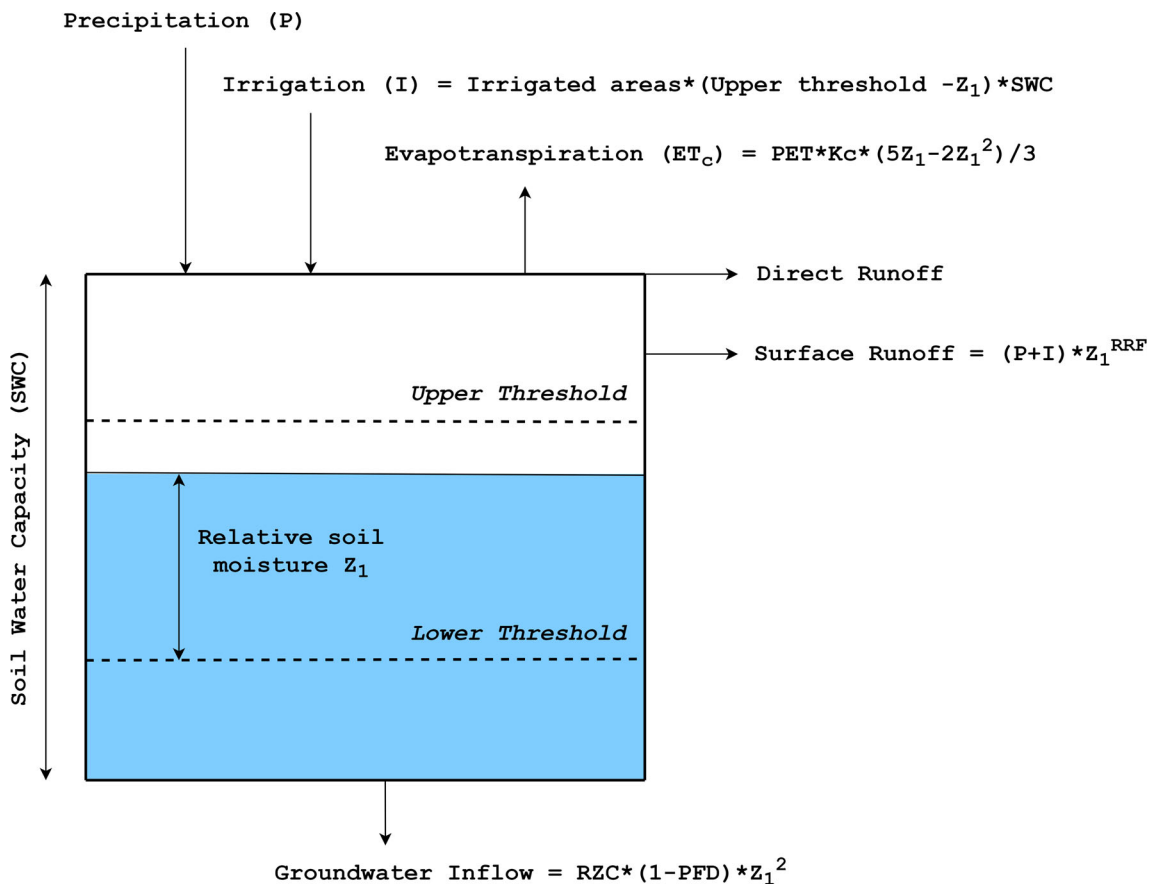 Precipitation (P)
Irrigation (I) = Irrigated areas*(Upper threshold -Z₁)*SWC
Evapotranspiration (ETc) = PET*Kc*(5Z₁-2Z₁²)/3
Direct Runoff
Surface Runoff = (P+I)*Z₁^RRF
Upper Threshold
Soil Water Capacity (SWC)
Relative soil
moisture Z₁
Lower Threshold
Groundwater Inflow = RZC*(1-PFD)*Z₁²